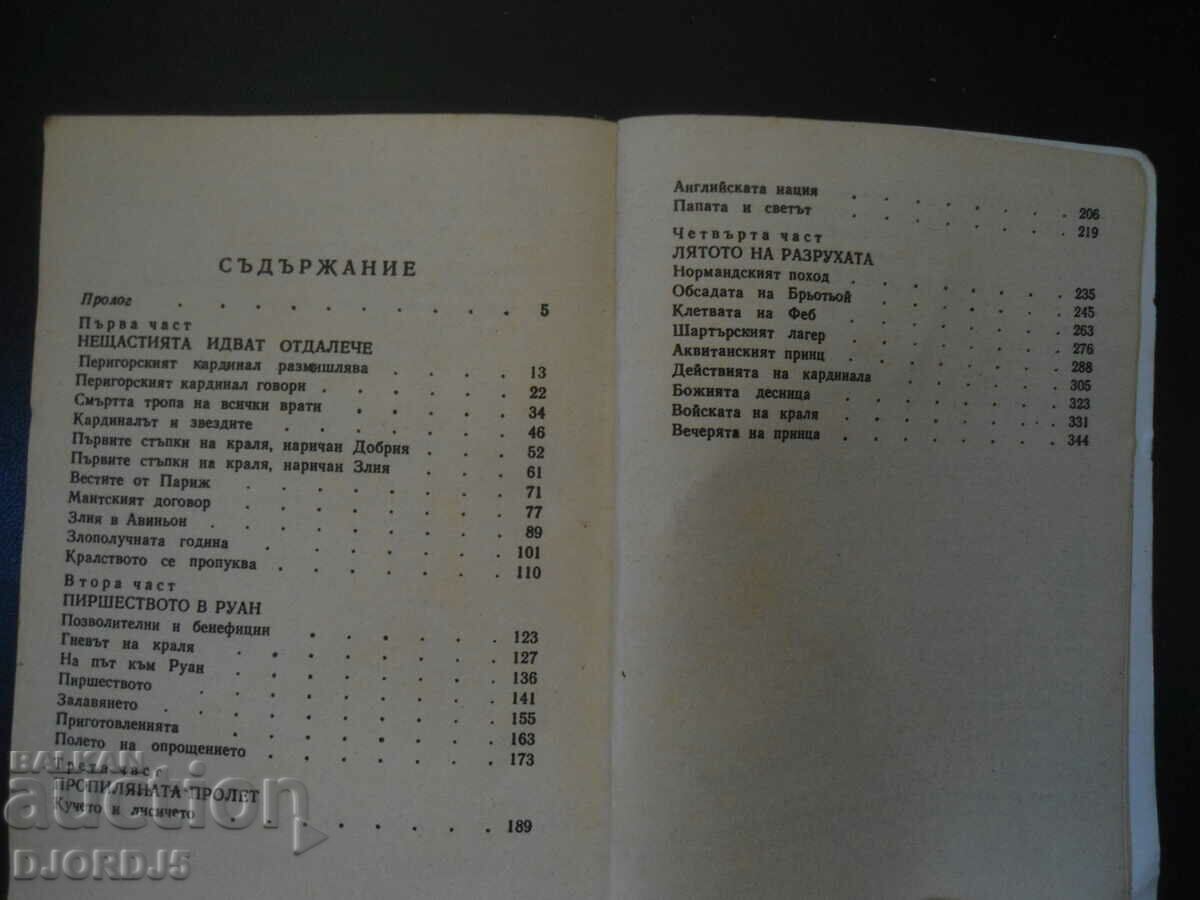 СЪДЪРЖАНИЕ
Пролог . . . . . . . . . . 5
Първа част
НЕЩАСТИЯТА ИДВАТ ОТДАЛЕЧЕ
Перигорският кардинал размишлява . . . . 13
Перигорският кардинал говори . . . . . . 22
Смъртта тропа на всички врати . . . . . 34
Кардиналът и звездите . . . . . . . 46
Първите стъпки на краля, наричан Добрия . . . . 52
Първите стъпки на краля, наричан Злия . . . . 61
Вестите от Париж . . . . . . . . 71
Мантският договор . . . . . . . . 77
Злия в Авиньон . . . . . . . . 89
Злополучната година . . . . . . . 101
Кралството се пропуква . . . . . . 110
Втора част
ПИРШЕСТВОТО В РУАН
Позволителни и бенефиции . . . . . . 123
Гневът на краля . . . . . . . . 127
На път към Руан . . . . . . . . 136
Пиршеството . . . . . . . . 141
Залавянето . . . . . . . . . 155
Приготовленията . . . . . . . . 163
Полето на опрощението . . . . . . . 173
Трета част
ПРОПИЛЯНАТА ПРОЛЕТ
Кучето и лисичето . . . . . . . . 189
Английската нация . . . . . . . 206
Папата и светът . . . . . . . 219
Четвърта част
ЛЯТОТО НА РАЗРУХАТА
Нормандският поход . . . . . . . 235
Обсадата на Брьотьой . . . . . . 245
Клетвата на Феб . . . . . . . 263
Шартърският лагер . . . . . . . 276
Аквитанският принц . . . . . . . 288
Действията на кардинала . . . . . 305
Божията десница . . . . . . . 323
Войската на краля . . . . . . . 331
Вечерята на принца . . . . . . . 344
BALKAN
auction
DJORDJ5